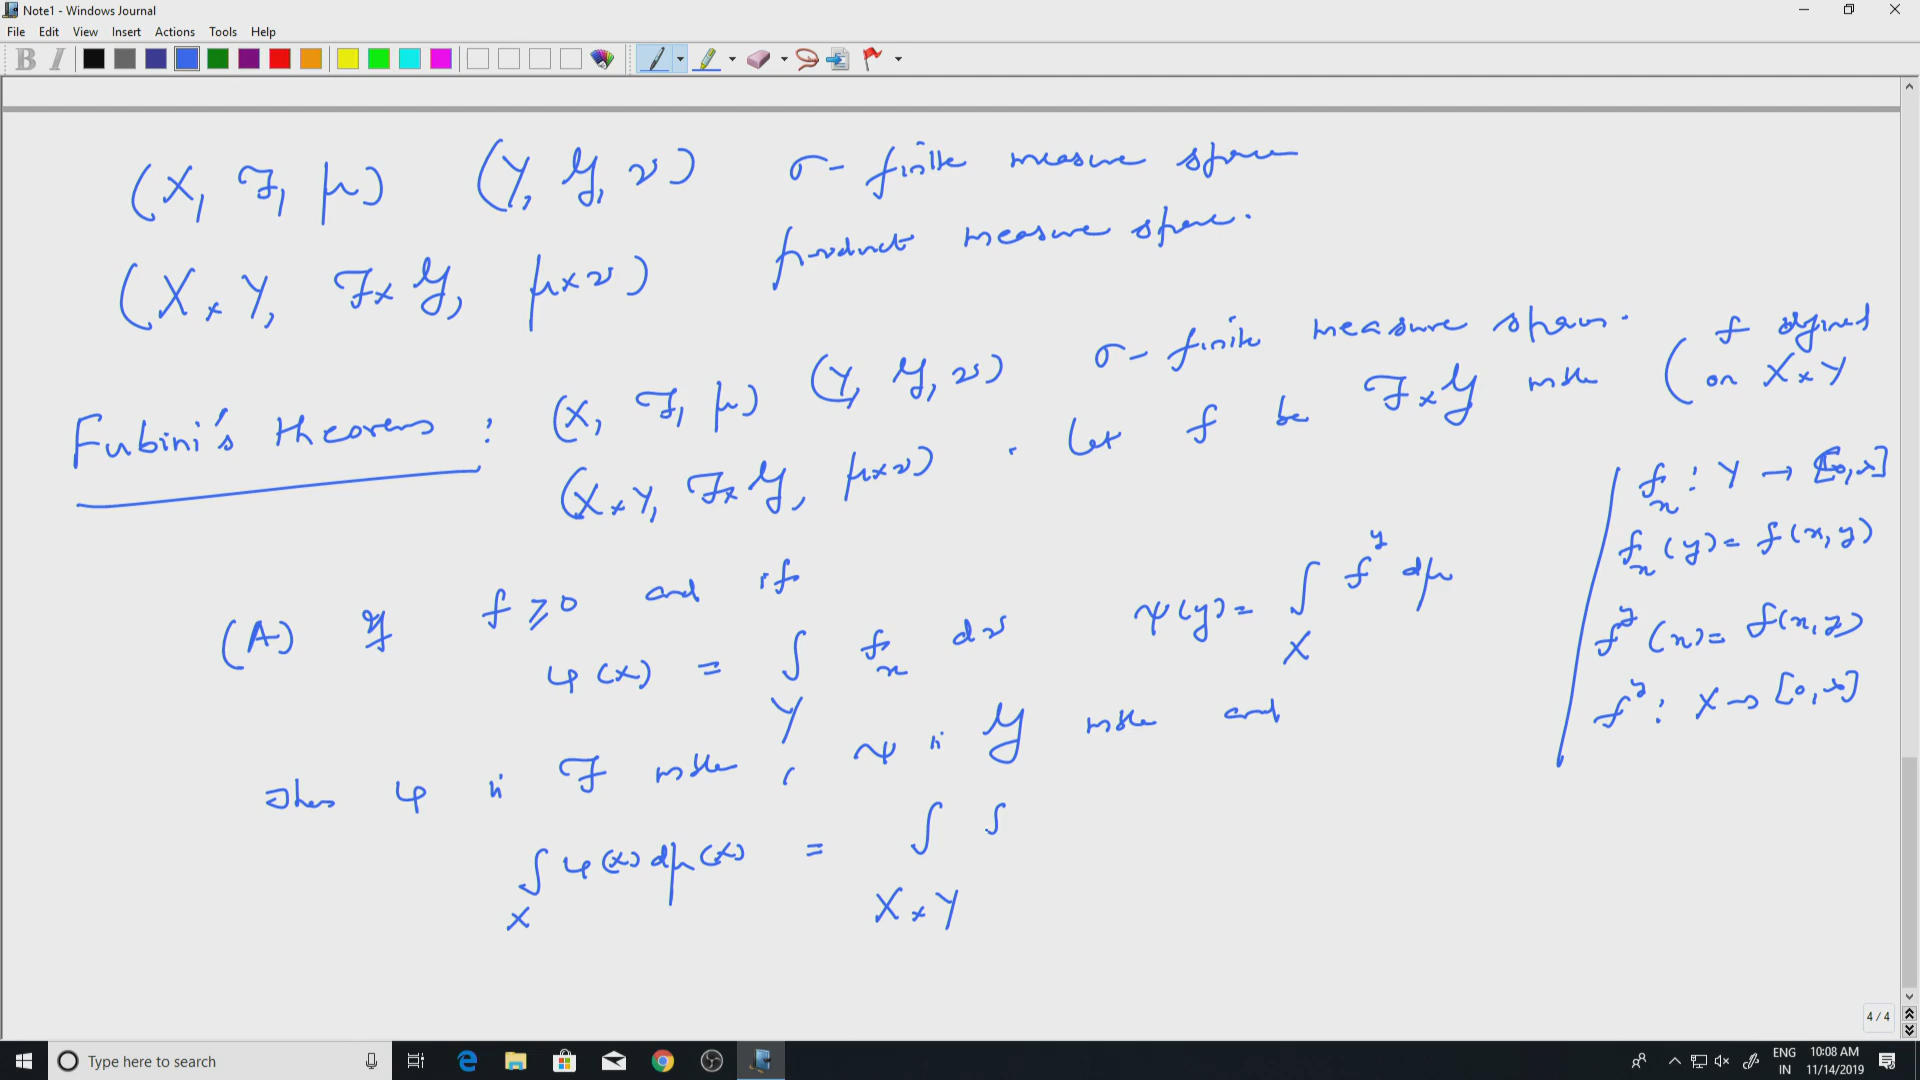 Note1 - Windows Journal
File Edit View Insert Actions Tools Help
B I
(X, ℱ, μ) (Y, 𝒢, ν) σ- finite measure space
(X × Y, ℱ × 𝒢, μ×ν) product measure space.
Fubini's theorem : (X, ℱ, μ) (Y, 𝒢, ν) σ- finite measure spaces.
(X × Y, ℱ × 𝒢, μ×ν) . Let f be ℱ × 𝒢 mble (f defined on X × Y
f_x : Y → [0, ∞]
f_x (y) = f(x, y)
f^y (x) = f(x, y)
f^y : X → [0, ∞]
(A) If f ≥ 0 and if
φ(x) = ∫_Y f_x dν ψ(y) = ∫_X f^y dμ
Then φ is ℱ mble, ψ is 𝒢 mble and
∫_X φ(x) dμ(x) = ∫_{X × Y}
4 / 4
Type here to search
ENG 10:08 AM
IN 11/14/2019